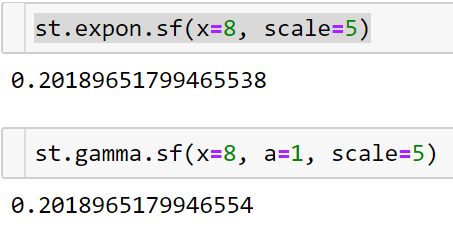 st.expon.sf(x=8, scale=5)
0.20189651799465538
st.gamma.sf(x=8, a=1, scale=5)
0.2018965179946554